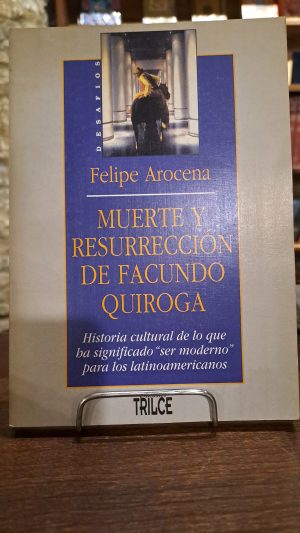 DESAFIOS
Felipe Arocena
MUERTE Y
RESURRECCION
DE FACUNDO
QUIROGA
Historia cultural de lo que
ha significado "ser moderno"
para los latinoamericanos
TRILCE